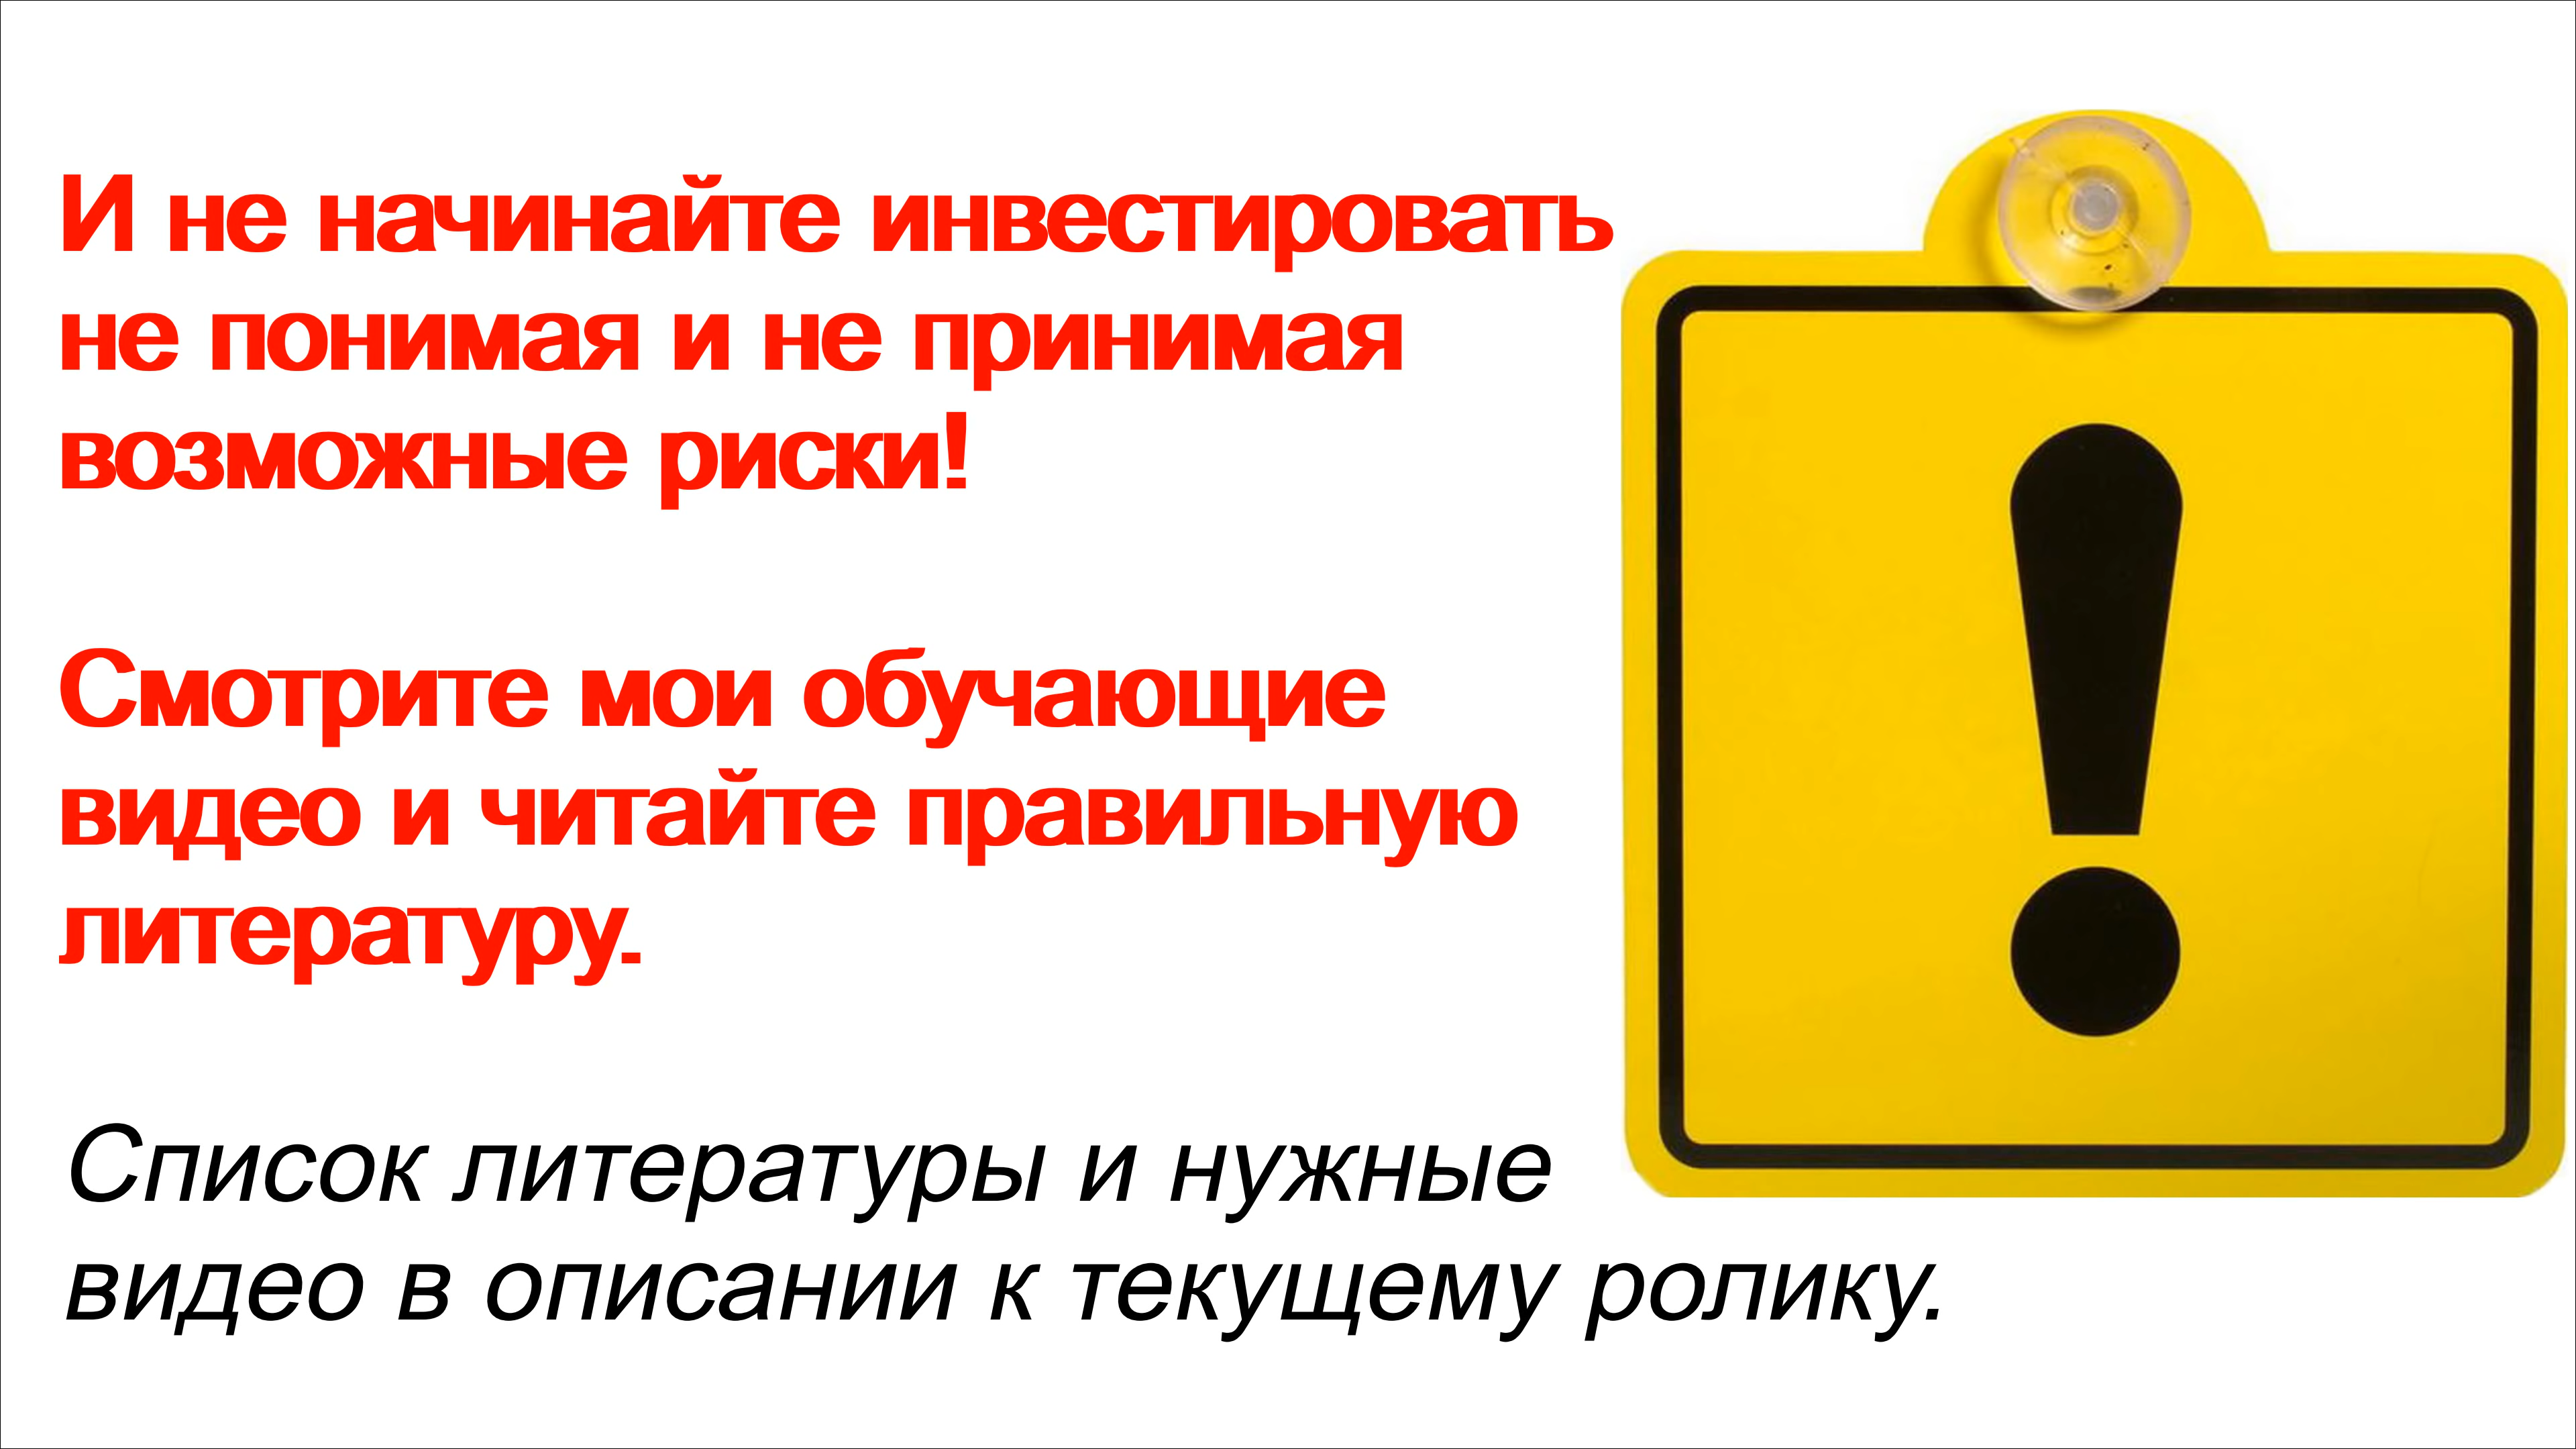 И не начинайте инвестировать
не понимая и не принимая
возможные риски!
Смотрите мои обучающие
видео и читайте правильную
литературу.
Список литературы и нужные
видео в описании к текущему ролику.